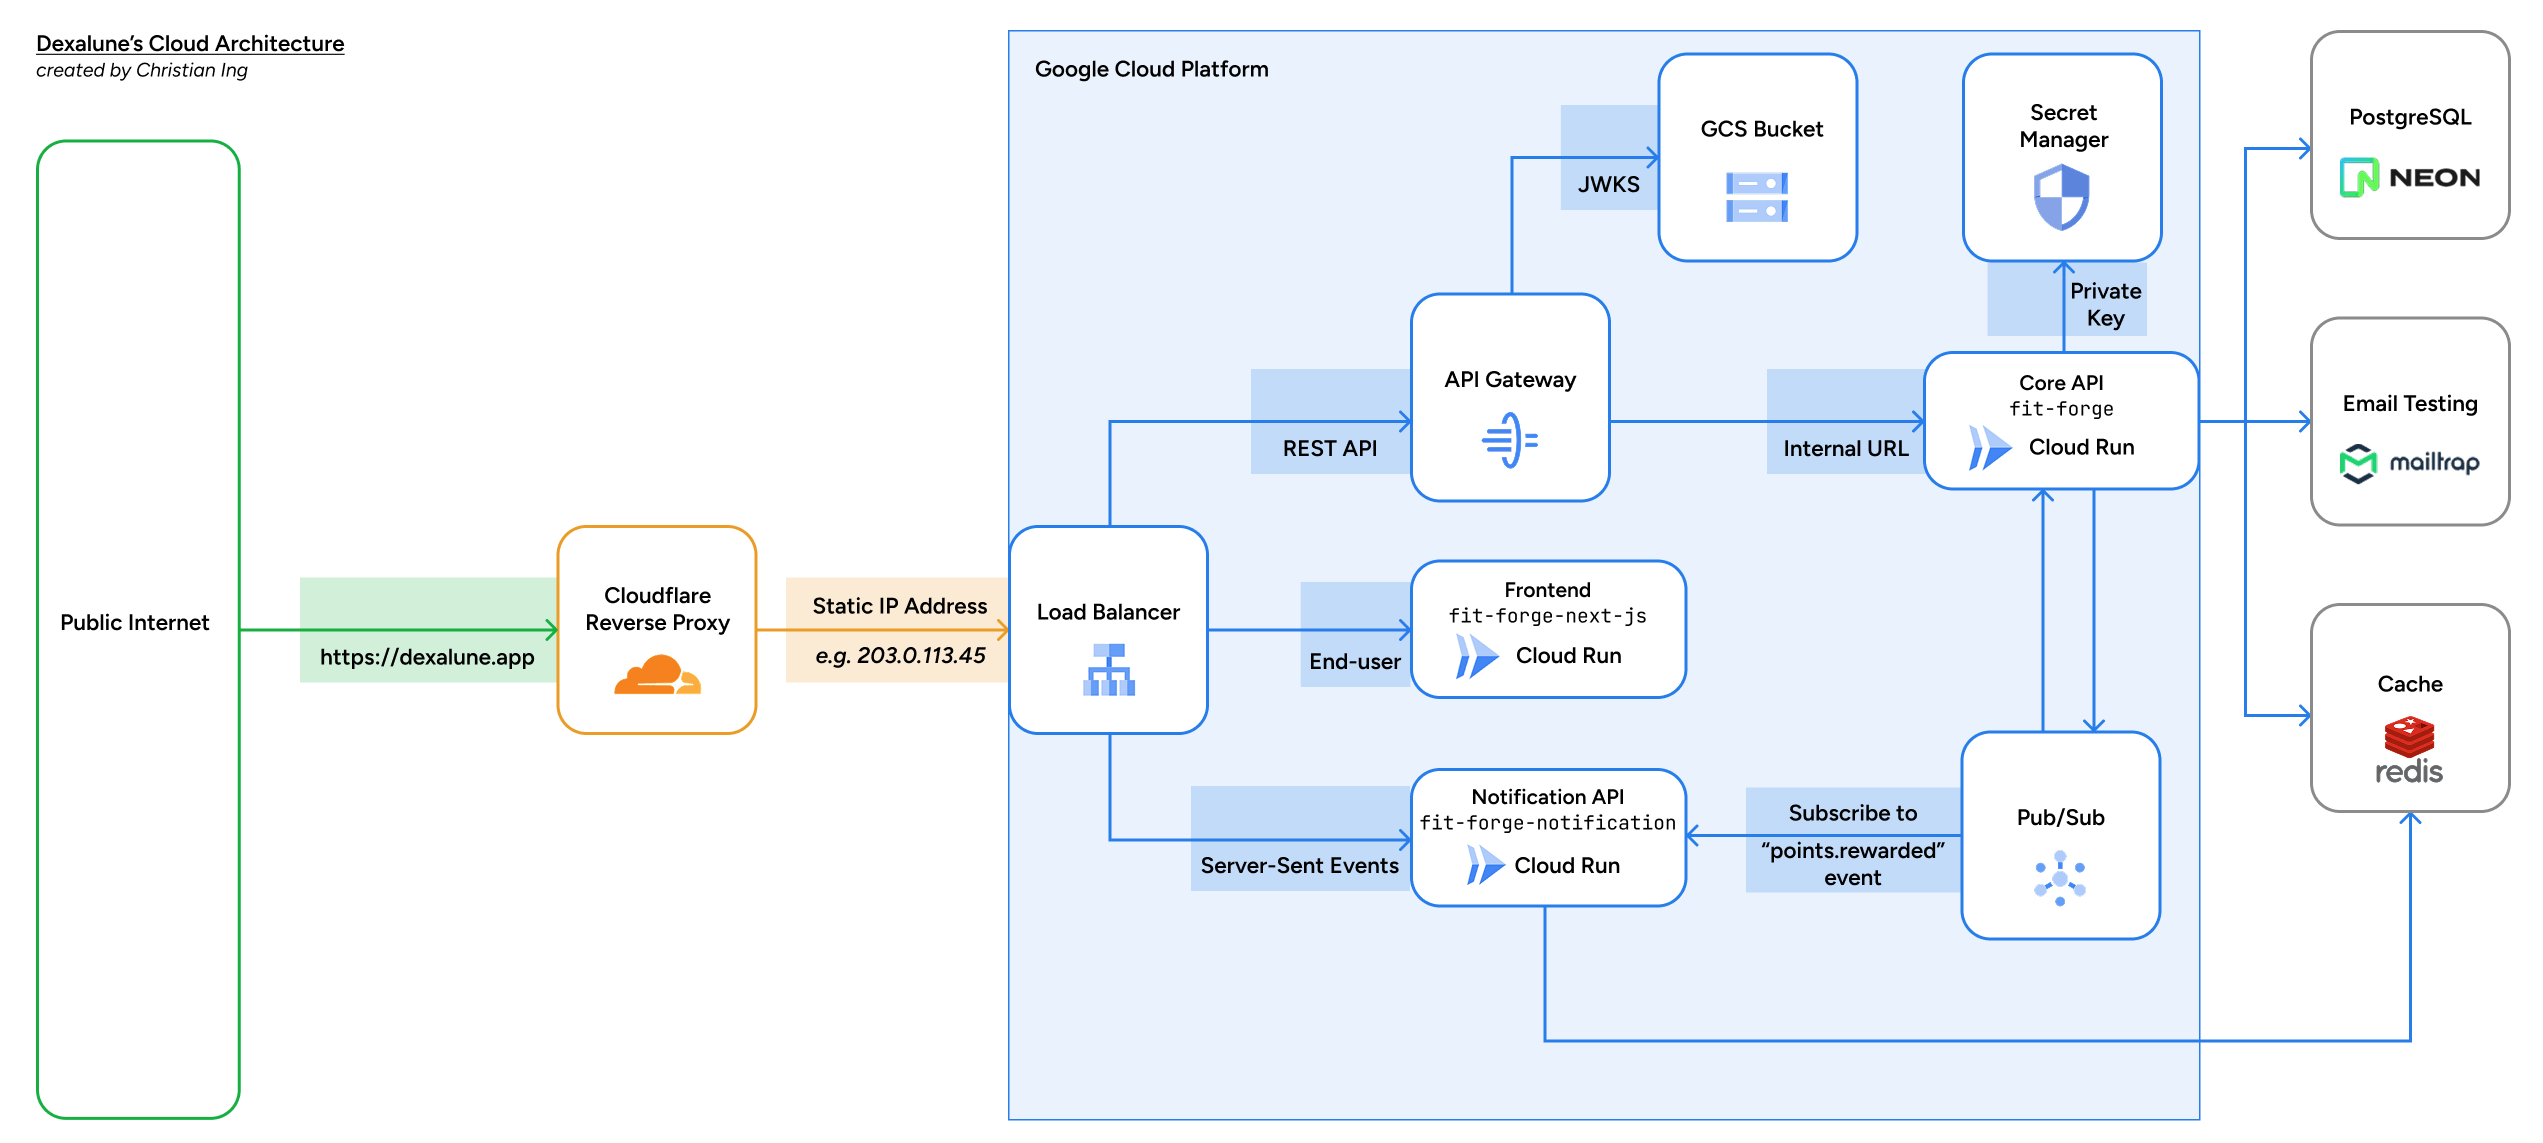 Dexalune’s Cloud Architecture
created by Christian Ing
Public Internet
https://dexalune.app
Cloudflare
Reverse Proxy
Static IP Address
e.g. 203.0.113.45
Google Cloud Platform
Load Balancer
REST API
End-user
Server-Sent Events
API Gateway
JWKS
GCS Bucket
Internal URL
Secret
Manager
Private
Key
Core API
fit-forge
Cloud Run
Frontend
fit-forge-next-js
Cloud Run
Notification API
fit-forge-notification
Cloud Run
Subscribe to
“points.rewarded”
event
Pub/Sub
PostgreSQL
NEON
Email Testing
mailtrap
Cache
redis